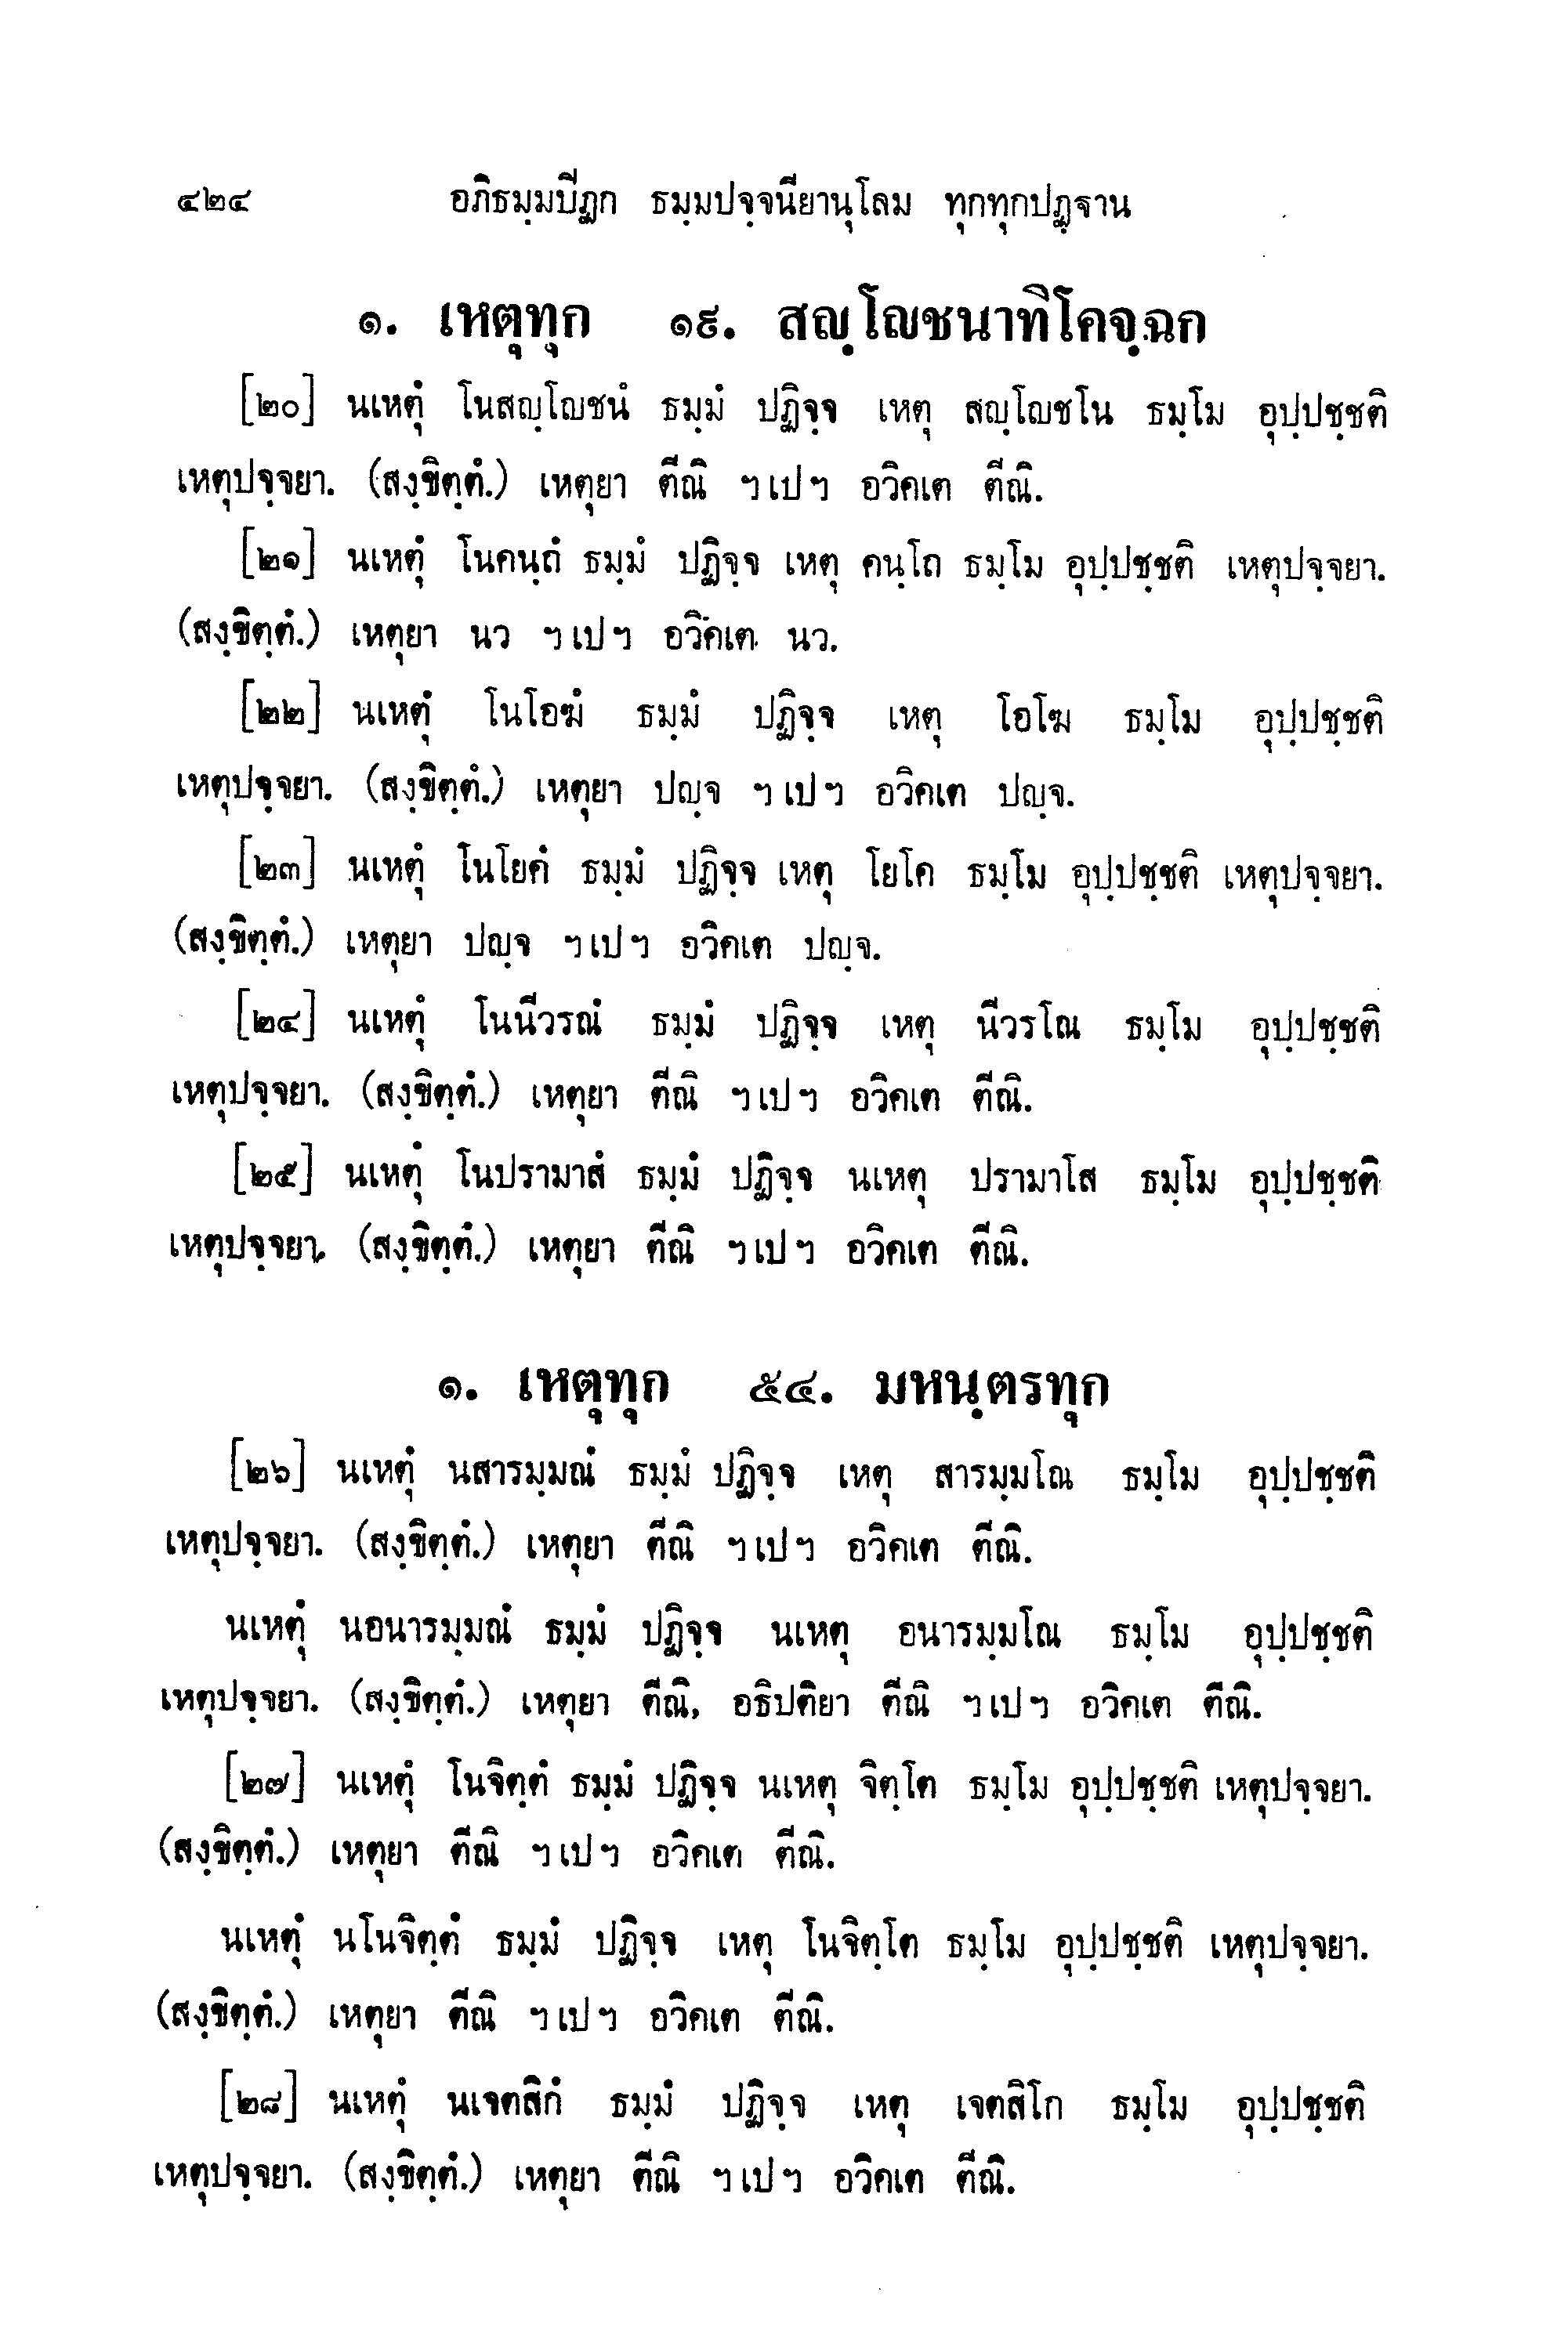 ๔๒๔ อภิธมฺมปีฏก ธมฺมปจฺจนียานุโลม ทุกทุกปฏฺฐาน
๑. เหตุทุก ๑๙. สญฺโญชนาทิโคจฺฉก
[๒๐] นเหตุํ โนสญฺโญชนํ ธมฺมํ ปฏิจฺจ เหตุ สญฺโญชโน ธมฺโม อุปฺปชฺชติ
เหตุปจฺจยา. (สงฺขิตฺตํ.) เหตุยา ตีณิ ฯเปฯ อวิคเต ตีณิ.
[๒๑] นเหตุํ โนคนฺถํ ธมฺมํ ปฏิจฺจ เหตุ คนฺโถ ธมฺโม อุปฺปชฺชติ เหตุปจฺจยา.
(สงฺขิตฺตํ.) เหตุยา นว ฯเปฯ อวิคเต นว.
[๒๒] นเหตุํ โนโอฆํ ธมฺมํ ปฏิจฺจ เหตุ โอโฆ ธมฺโม อุปฺปชฺชติ
เหตุปจฺจยา. (สงฺขิตฺตํ.) เหตุยา ปญฺจ ฯเปฯ อวิคเต ปญฺจ.
[๒๓] นเหตุํ โนโยคํ ธมฺมํ ปฏิจฺจ เหตุ โยโค ธมฺโม อุปฺปชฺชติ เหตุปจฺจยา.
(สงฺขิตฺตํ.) เหตุยา ปญฺจ ฯเปฯ อวิคเต ปญฺจ.
[๒๔] นเหตุํ โนนีวรณํ ธมฺมํ ปฏิจฺจ เหตุ นีวรโณ ธมฺโม อุปฺปชฺชติ
เหตุปจฺจยา. (สงฺขิตฺตํ.) เหตุยา ตีณิ ฯเปฯ อวิคเต ตีณิ.
[๒๕] นเหตุํ โนปรามาสํ ธมฺมํ ปฏิจฺจ นเหตุ ปรามาโส ธมฺโม อุปฺปชฺชติ
เหตุปจฺจยา. (สงฺขิตฺตํ.) เหตุยา ตีณิ ฯเปฯ อวิคเต ตีณิ.
๑. เหตุทุก ๕๔. มหนฺตรทุก
[๒๖] นเหตุํ นสารมฺมณํ ธมฺมํ ปฏิจฺจ เหตุ สารมฺมโณ ธมฺโม อุปฺปชฺชติ
เหตุปจฺจยา. (สงฺขิตฺตํ.) เหตุยา ตีณิ ฯเปฯ อวิคเต ตีณิ.
นเหตุํ นอนารมฺมณํ ธมฺมํ ปฏิจฺจ นเหตุ อนารมฺมโณ ธมฺโม อุปฺปชฺชติ
เหตุปจฺจยา. (สงฺขิตฺตํ.) เหตุยา ตีณิ, อธิปติยา ตีณิ ฯเปฯ อวิคเต ตีณิ.
[๒๗] นเหตุํ โนจิตฺตํ ธมฺมํ ปฏิจฺจ นเหตุ จิตฺโต ธมฺโม อุปฺปชฺชติ เหตุปจฺจยา.
(สงฺขิตฺตํ.) เหตุยา ตีณิ ฯเปฯ อวิคเต ตีณิ.
นเหตุํ นโนจิตฺตํ ธมฺมํ ปฏิจฺจ เหตุ โนจิตฺโต ธมฺโม อุปฺปชฺชติ เหตุปจฺจยา.
(สงฺขิตฺตํ.) เหตุยา ตีณิ ฯเปฯ อวิคเต ตีณิ.
[๒๘] นเหตุํ นเจตสิกํ ธมฺมํ ปฏิจฺจ เหตุ เจตสิโก ธมฺโม อุปฺปชฺชติ
เหตุปจฺจยา. (สงฺขิตฺตํ.) เหตุยา ตีณิ ฯเปฯ อวิคเต ตีณิ.